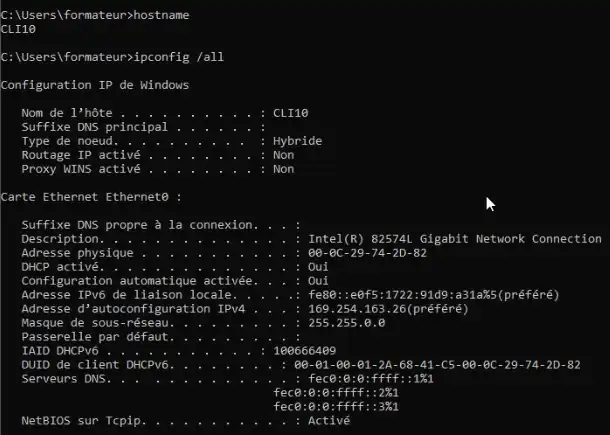 C:\Users\formateur>hostname
CLI10
C:\Users\formateur>ipconfig /all
Configuration IP de Windows
Nom de l'hôte . . . . . . . . . . : CLI10
Suffixe DNS principal . . . . . . :
Type de noeud. . . . . . . . . . : Hybride
Routage IP activé . . . . . . . . : Non
Proxy WINS activé . . . . . . . . : Non
Carte Ethernet Ethernet0 :
Suffixe DNS propre à la connexion. . . :
Description. . . . . . . . . . . . . . : Intel(R) 82574L Gigabit Network Connection
Adresse physique . . . . . . . . . . . : 00-0C-29-74-2D-82
DHCP activé. . . . . . . . . . . . . . : Oui
Configuration automatique activée. . . : Oui
Adresse IPv6 de liaison locale. . . . .: fe80::e0f5:1722:91d9:a31a%5(préféré)
Adresse d'autoconfiguration IPv4 . . . : 169.254.163.26(préféré)
Masque de sous-réseau. . . . . . . . . : 255.255.0.0
Passerelle par défaut. . . . . . . . . :
IAID DHCPv6 . . . . . . . . . . . : 100666409
DUID de client DHCPv6. . . . . . . . : 00-01-00-01-2A-68-41-C5-00-0C-29-74-2D-82
Serveurs DNS. . . . . . . . . . . . . : fec0:0:0:ffff::1%1
fec0:0:0:ffff::2%1
fec0:0:0:ffff::3%1
NetBIOS sur Tcpip. . . . . . . . . . . : Activé